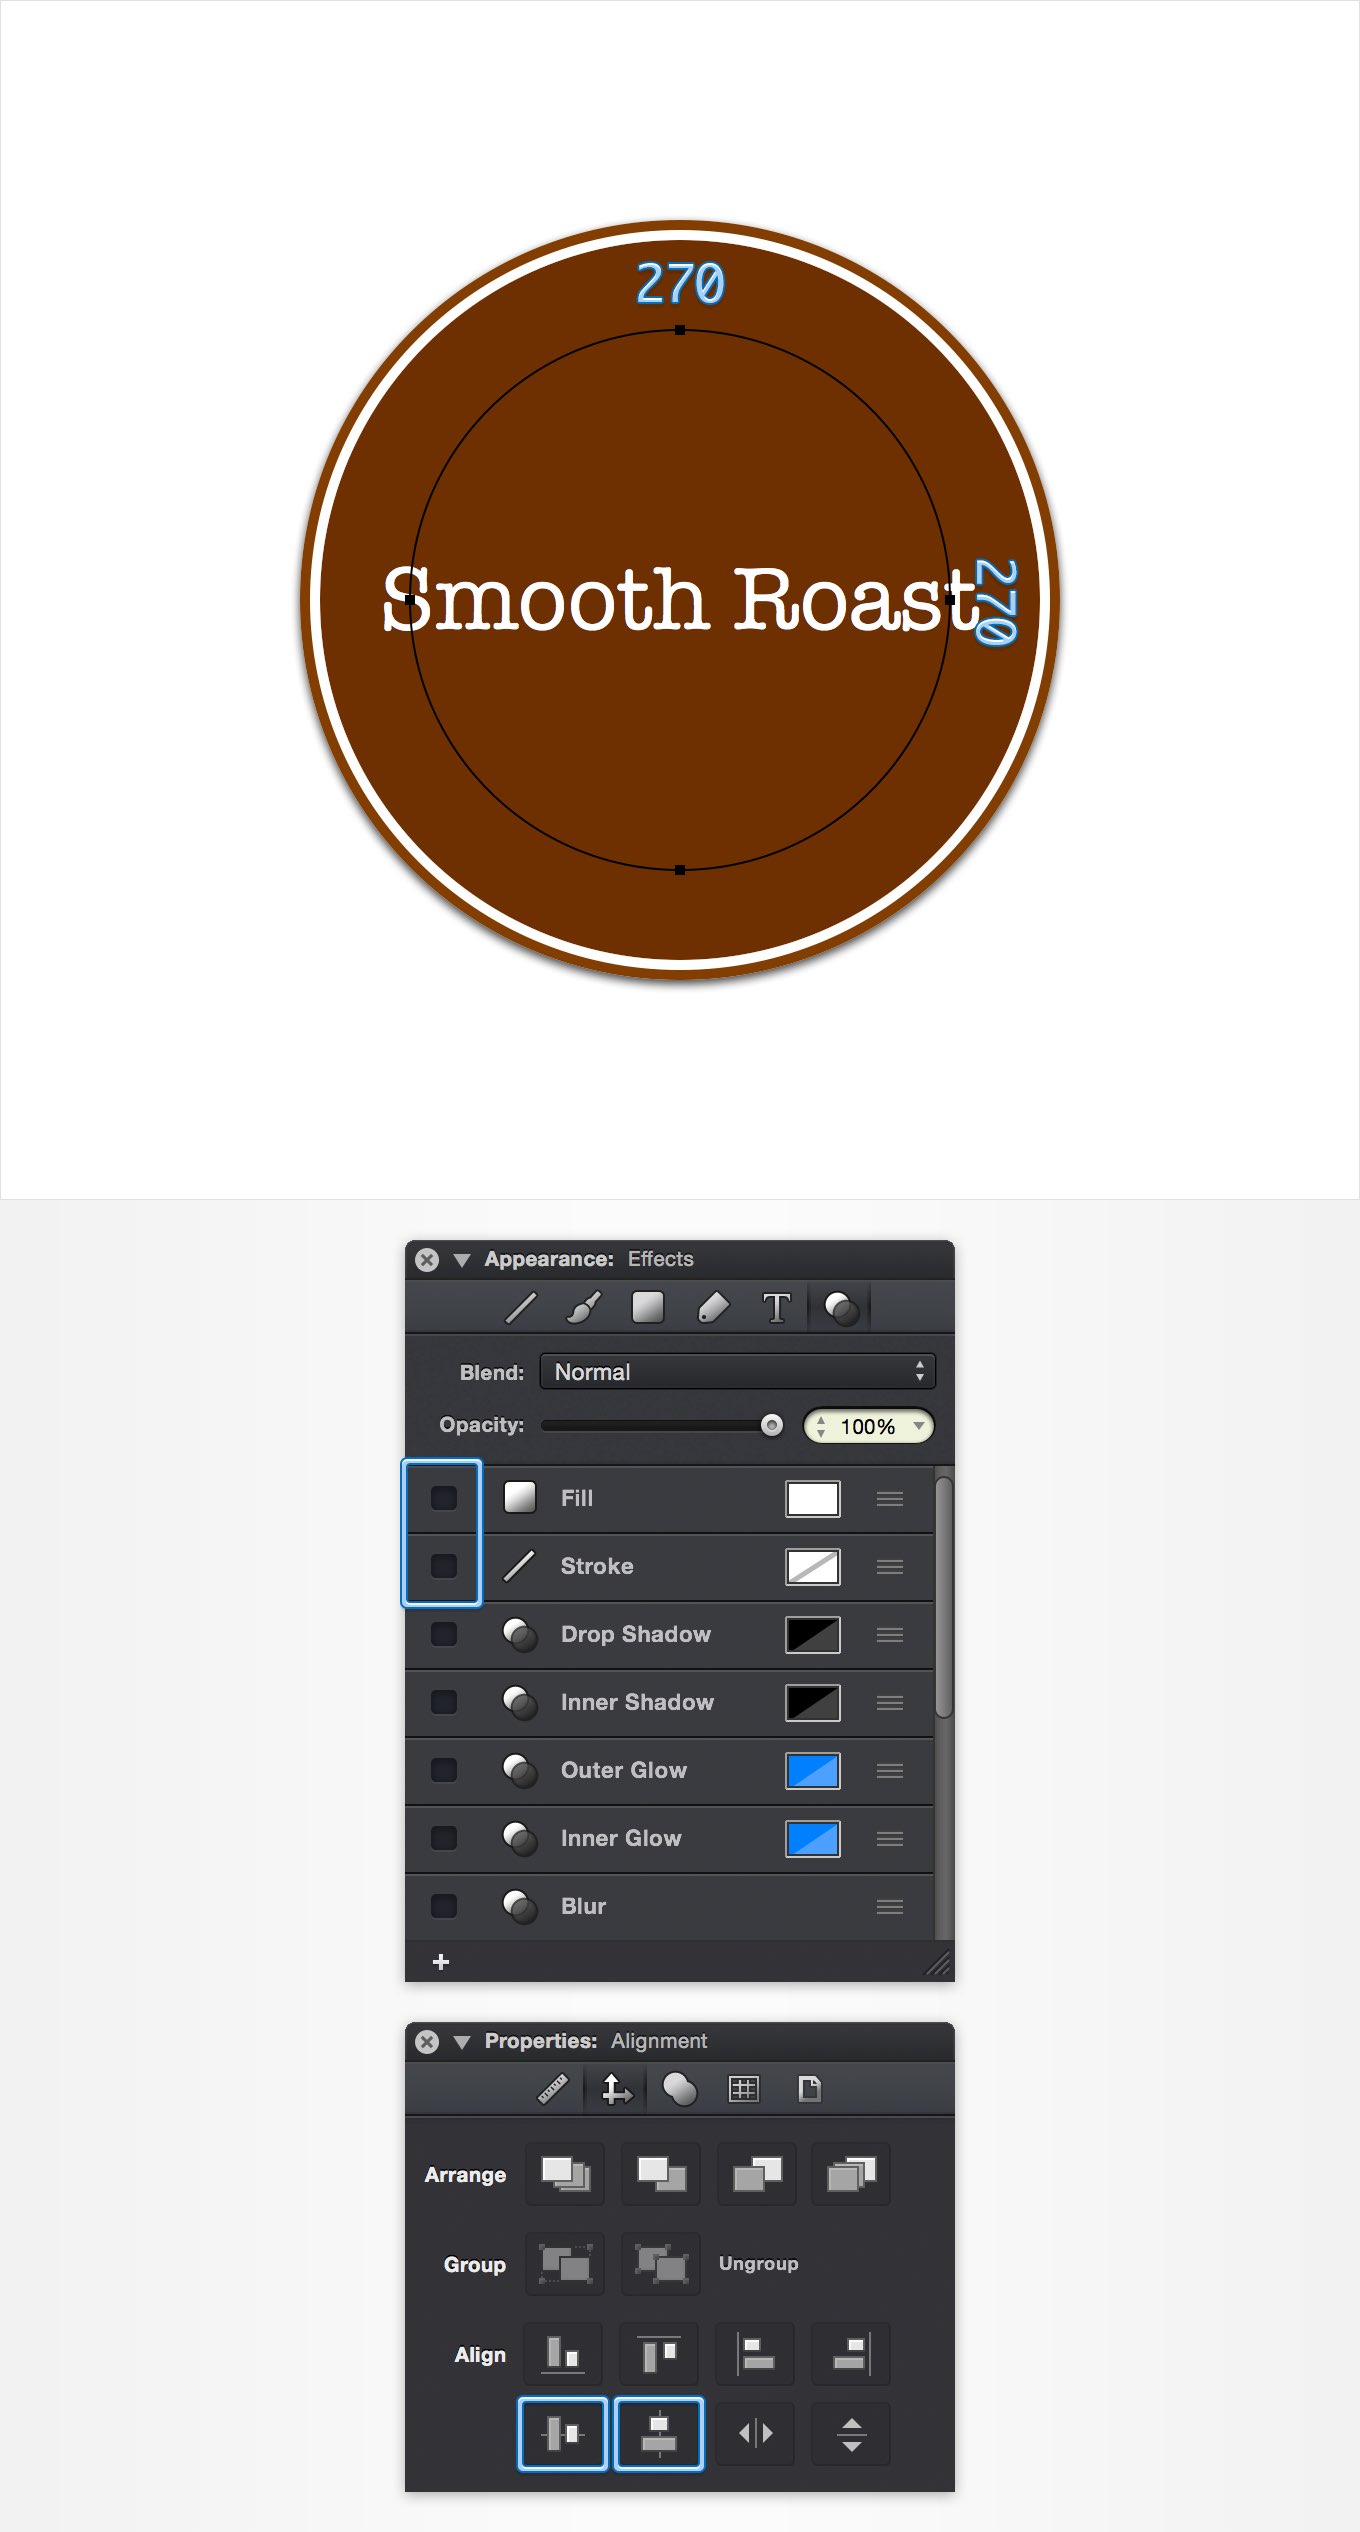 270
Smooth Roast
270
Appearance: Effects
T
Blend: Normal
Opacity: 100%
Fill
Stroke
Drop Shadow
Inner Shadow
Outer Glow
Inner Glow
Blur
+
Properties: Alignment
Arrange
Group Ungroup
Align